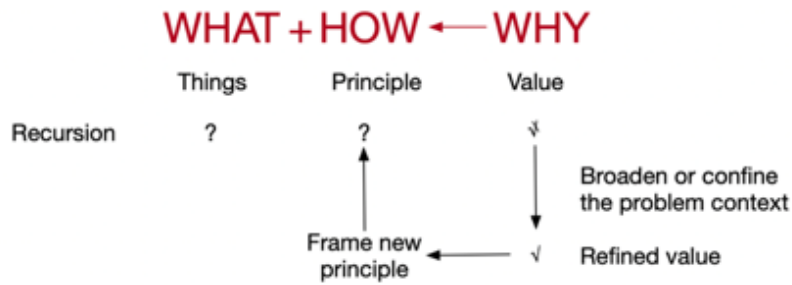 WHAT + HOW ← WHY
Things Principle Value
Recursion ? ?
Broaden or confine
the problem context
Frame new
principle
√ Refined value